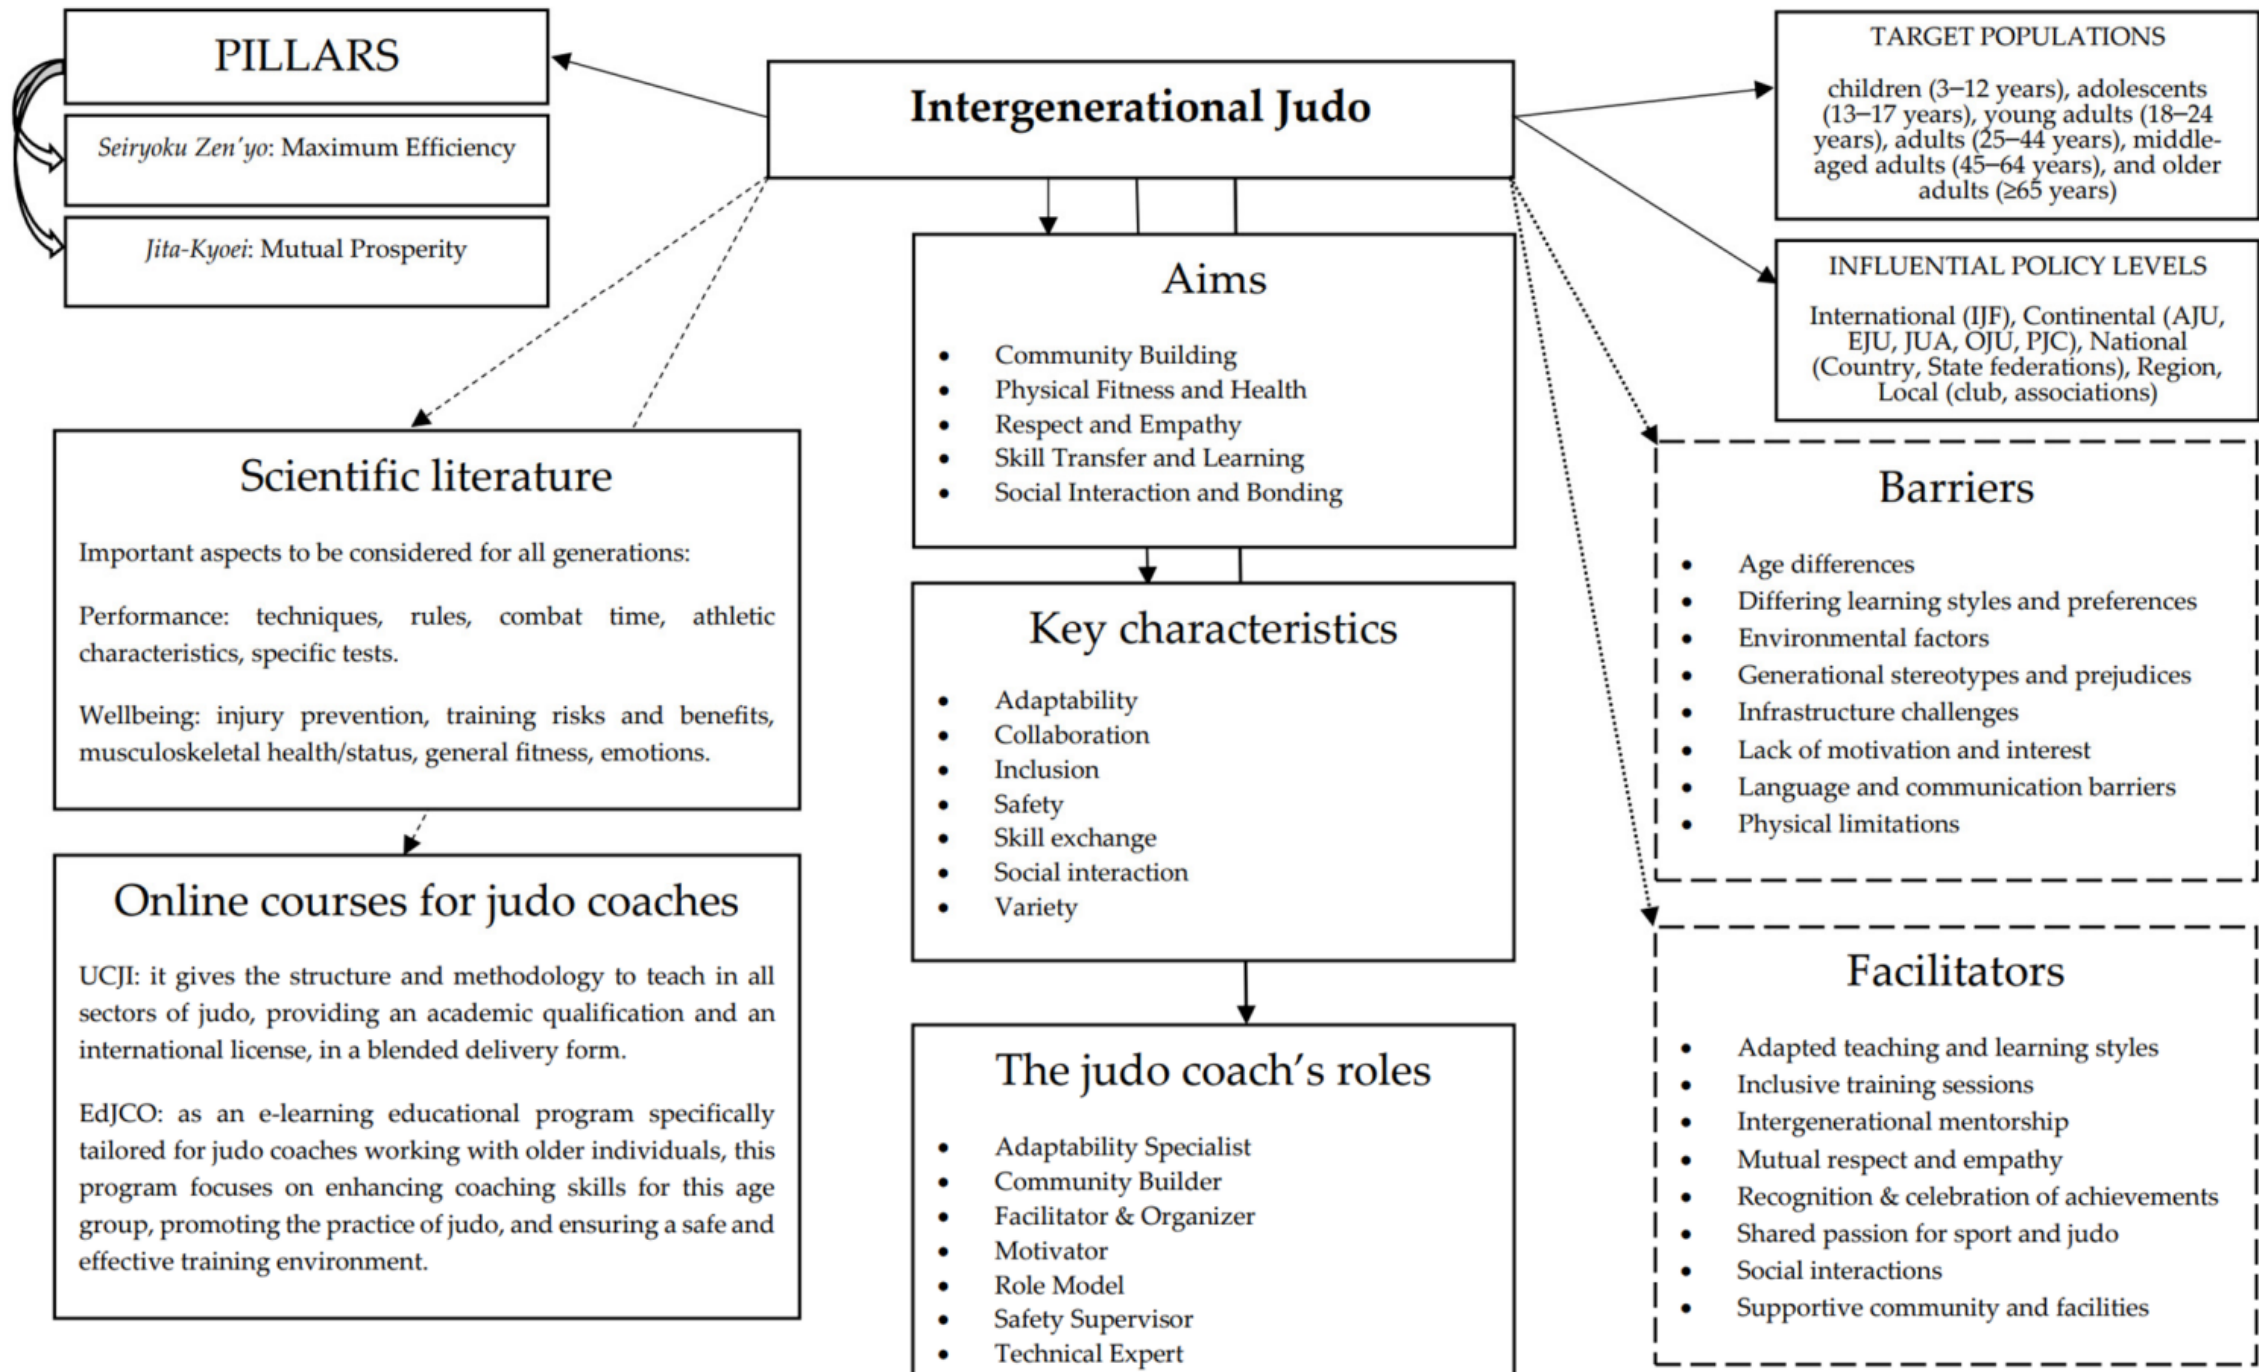 PILLARS
Seiryoku Zen'yo: Maximum Efficiency
Jita-Kyoei: Mutual Prosperity
Intergenerational Judo
TARGET POPULATIONS
children (3–12 years), adolescents
(13–17 years), young adults (18–24
years), adults (25–44 years), middle-
aged adults (45–64 years), and older
adults (≥65 years)
INFLUENTIAL POLICY LEVELS
International (IJF), Continental (AJU,
EJU, JUA, OJU, PJC), National
(Country, State federations), Region,
Local (club, associations)
Scientific literature
Important aspects to be considered for all generations:
Performance: techniques, rules, combat time, athletic
characteristics, specific tests.
Wellbeing: injury prevention, training risks and benefits,
musculoskeletal health/status, general fitness, emotions.
Online courses for judo coaches
UCJI: it gives the structure and methodology to teach in all
sectors of judo, providing an academic qualification and an
international license, in a blended delivery form.
EdJCO: as an e-learning educational program specifically
tailored for judo coaches working with older individuals, this
program focuses on enhancing coaching skills for this age
group, promoting the practice of judo, and ensuring a safe and
effective training environment.
Aims
• Community Building
• Physical Fitness and Health
• Respect and Empathy
• Skill Transfer and Learning
• Social Interaction and Bonding
Key characteristics
• Adaptability
• Collaboration
• Inclusion
• Safety
• Skill exchange
• Social interaction
• Variety
The judo coach's roles
• Adaptability Specialist
• Community Builder
• Facilitator & Organizer
• Motivator
• Role Model
• Safety Supervisor
• Technical Expert
Barriers
• Age differences
• Differing learning styles and preferences
• Environmental factors
• Generational stereotypes and prejudices
• Infrastructure challenges
• Lack of motivation and interest
• Language and communication barriers
• Physical limitations
Facilitators
• Adapted teaching and learning styles
• Inclusive training sessions
• Intergenerational mentorship
• Mutual respect and empathy
• Recognition & celebration of achievements
• Shared passion for sport and judo
• Social interactions
• Supportive community and facilities